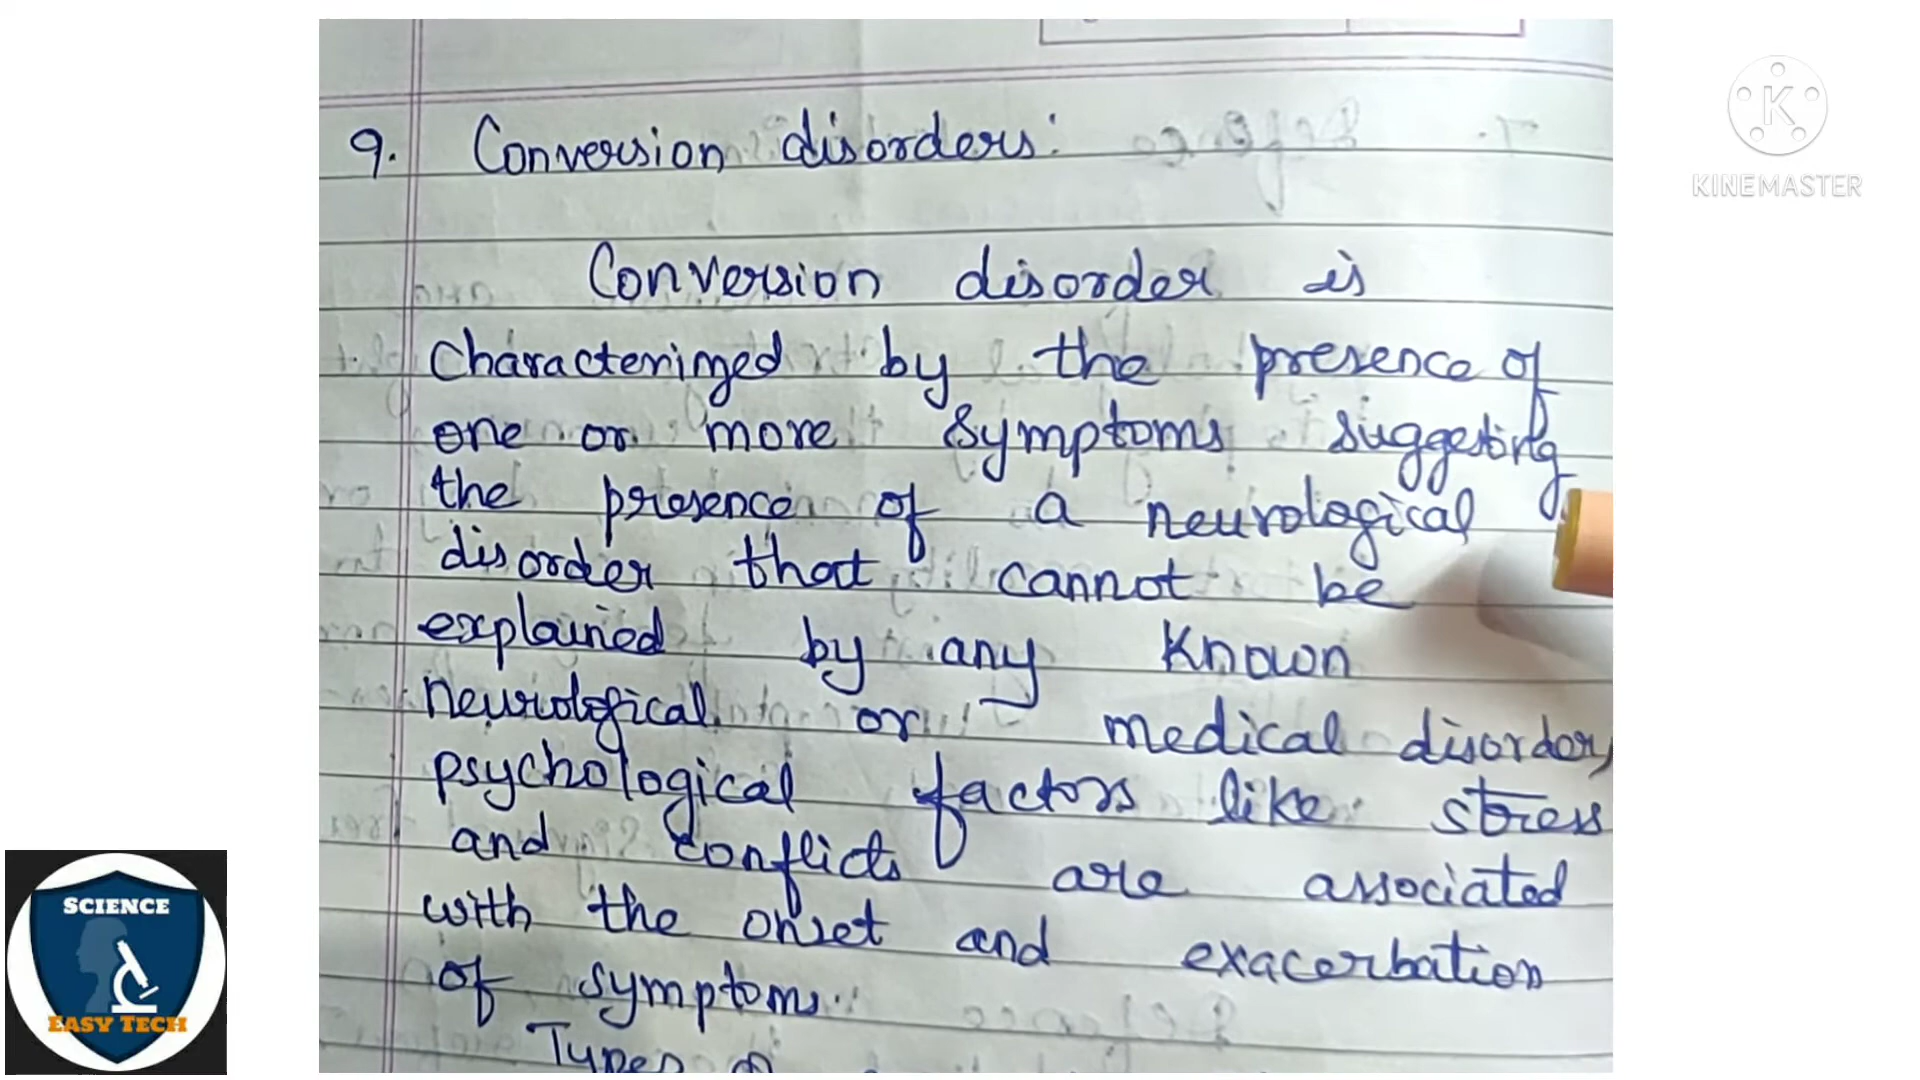 9. Conversion disorders:
Conversion disorder is
characterized by the presence of
one or more symptoms suggesting
the presence of a neurological
disorder that cannot be
explained by any known
neurological or medical disorder,
psychological factors like stress
and conflicts are associated
with the onset and exacerbation
of symptoms.
Types
KINEMASTER
SCIENCE
EASY TECH